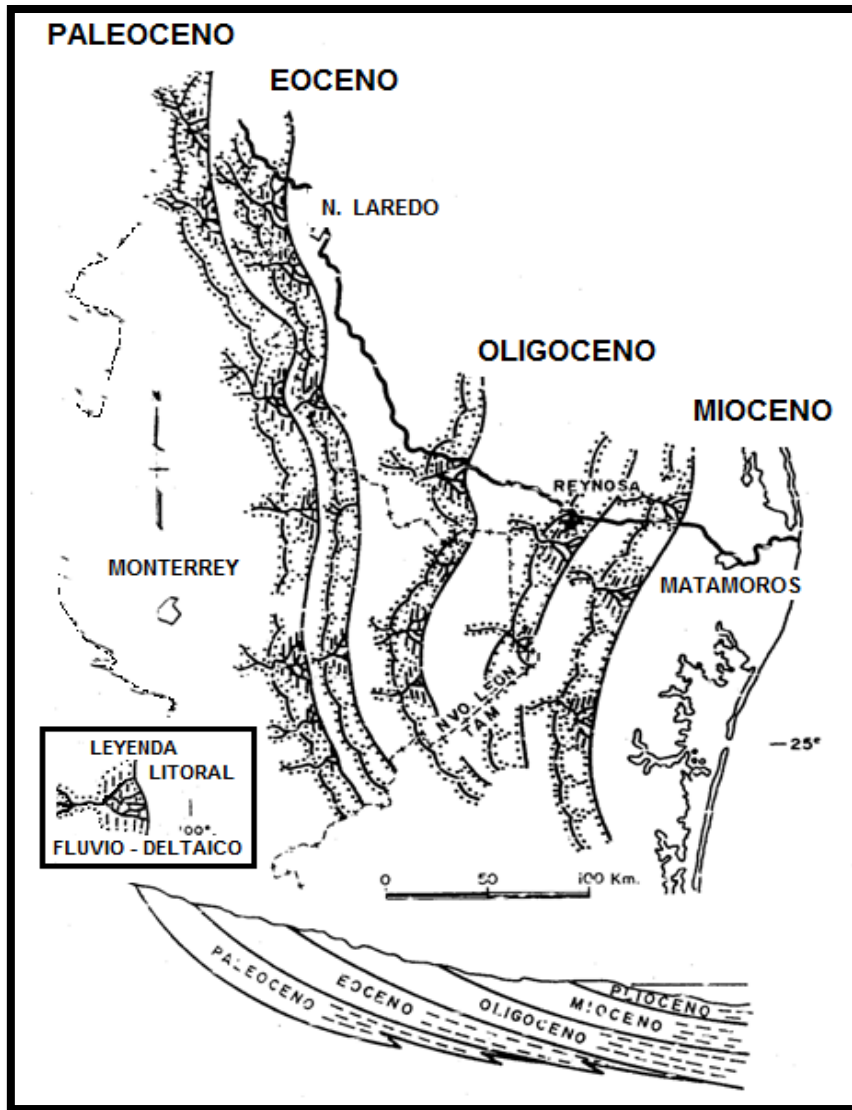 PALEOCENO
EOCENO
N. LAREDO
OLIGOCENO
MIOCENO
REYNOSA
MONTERREY
MATAMOROS
NVO LEON
TAM
25°
LEYENDA
LITORAL
100°
FLUVIO - DELTAICO
0 50 100 Km.
PALEOCENO
EOCENO
OLIGOCENO
MIOCENO
PLIOCENO